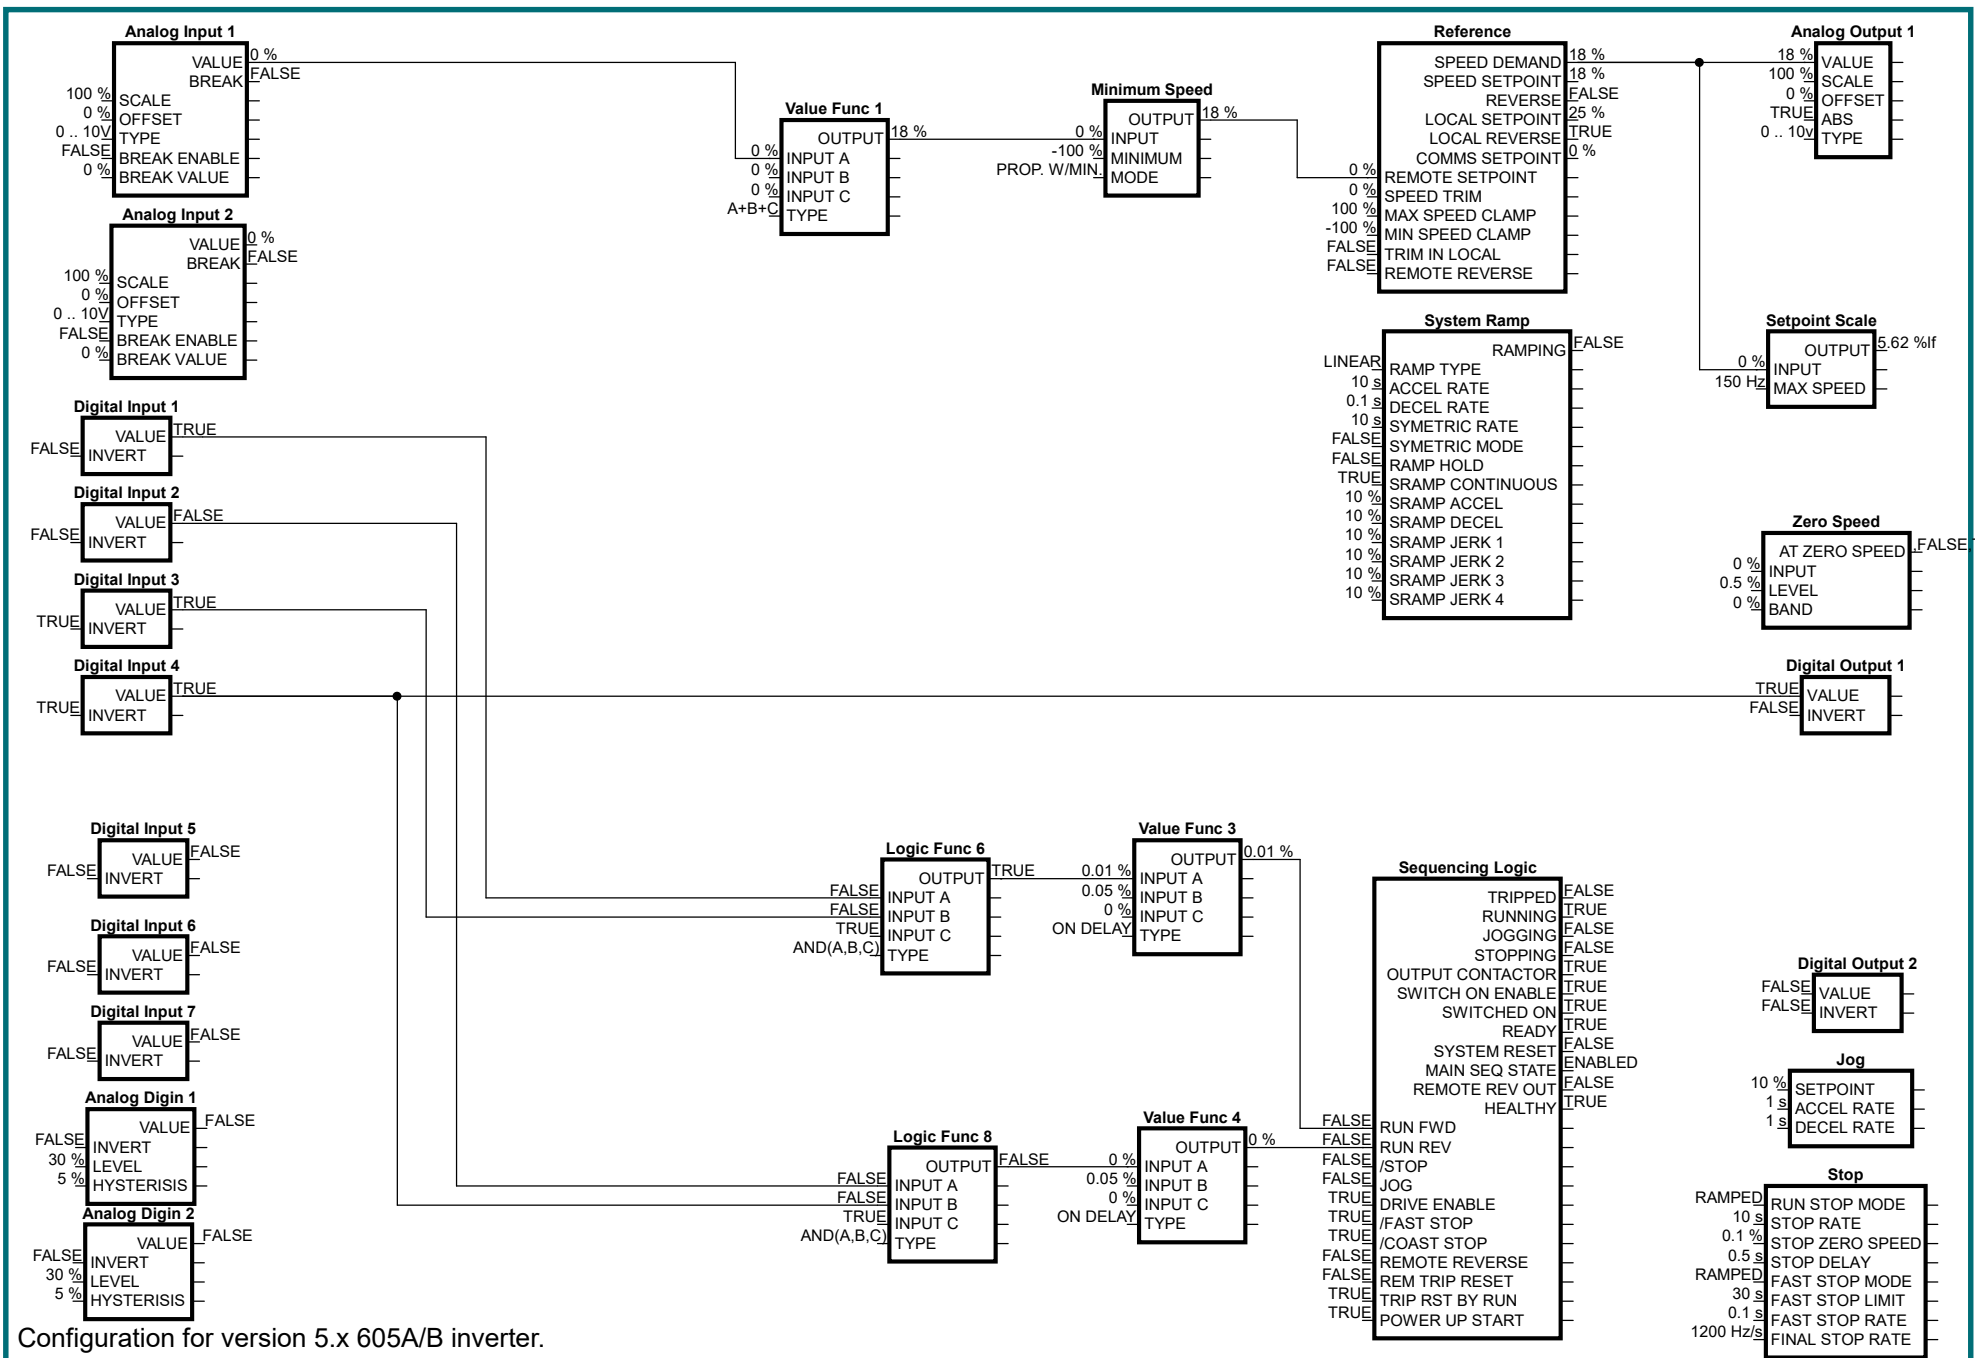 Analog Input 1
VALUE 0 %
BREAK FALSE
100 % SCALE
0 % OFFSET
0 .. 10V TYPE
FALSE BREAK ENABLE
0 % BREAK VALUE
Analog Input 2
VALUE 0 %
BREAK FALSE
100 % SCALE
0 % OFFSET
0 .. 10V TYPE
FALSE BREAK ENABLE
0 % BREAK VALUE
Digital Input 1
VALUE TRUE
FALSE INVERT
Digital Input 2
VALUE FALSE
FALSE INVERT
Digital Input 3
VALUE TRUE
TRUE INVERT
Digital Input 4
VALUE TRUE
TRUE INVERT
Digital Input 5
VALUE FALSE
FALSE INVERT
Digital Input 6
VALUE FALSE
FALSE INVERT
Digital Input 7
VALUE FALSE
FALSE INVERT
Analog Digin 1
VALUE FALSE
FALSE INVERT
30 % LEVEL
5 % HYSTERISIS
Analog Digin 2
VALUE FALSE
FALSE INVERT
30 % LEVEL
5 % HYSTERISIS
Value Func 1
OUTPUT 18 %
0 % INPUT A
0 % INPUT B
0 % INPUT C
A+B+C TYPE
Minimum Speed
OUTPUT 18 %
0 % INPUT
-100 % MINIMUM
PROP. W/MIN. MODE
Reference
SPEED DEMAND 18 %
SPEED SETPOINT 18 %
REVERSE FALSE
LOCAL SETPOINT 25 %
LOCAL REVERSE TRUE
COMMS SETPOINT 0 %
0 % REMOTE SETPOINT
0 % SPEED TRIM
100 % MAX SPEED CLAMP
-100 % MIN SPEED CLAMP
FALSE TRIM IN LOCAL
FALSE REMOTE REVERSE
Analog Output 1
18 % VALUE
100 % SCALE
0 % OFFSET
TRUE ABS
0 .. 10v TYPE
System Ramp
RAMPING FALSE
LINEAR RAMP TYPE
10 s ACCEL RATE
0.1 s DECEL RATE
10 s SYMETRIC RATE
FALSE SYMETRIC MODE
FALSE RAMP HOLD
TRUE SRAMP CONTINUOUS
10 % SRAMP ACCEL
10 % SRAMP DECEL
10 % SRAMP JERK 1
10 % SRAMP JERK 2
10 % SRAMP JERK 3
10 % SRAMP JERK 4
Setpoint Scale
OUTPUT 5.62 %lf
0 % INPUT
150 Hz MAX SPEED
Zero Speed
AT ZERO SPEED ,FALSE,
0 % INPUT
0.5 % LEVEL
0 % BAND
Digital Output 1
TRUE VALUE
FALSE INVERT
Logic Func 6
OUTPUT TRUE
FALSE INPUT A
FALSE INPUT B
TRUE INPUT C
AND(A,B,C) TYPE
Value Func 3
OUTPUT 0.01 %
0.01 % INPUT A
0.05 % INPUT B
0 % INPUT C
ON DELAY TYPE
Logic Func 8
OUTPUT FALSE
FALSE INPUT A
FALSE INPUT B
TRUE INPUT C
AND(A,B,C) TYPE
Value Func 4
OUTPUT 0 %
0 % INPUT A
0.05 % INPUT B
0 % INPUT C
ON DELAY TYPE
Sequencing Logic
TRIPPED FALSE
RUNNING TRUE
JOGGING FALSE
STOPPING FALSE
OUTPUT CONTACTOR TRUE
SWITCH ON ENABLE TRUE
SWITCHED ON TRUE
READY TRUE
SYSTEM RESET FALSE
MAIN SEQ STATE ENABLED
REMOTE REV OUT FALSE
HEALTHY TRUE
FALSE RUN FWD
FALSE RUN REV
FALSE /STOP
FALSE JOG
TRUE DRIVE ENABLE
TRUE /FAST STOP
TRUE /COAST STOP
FALSE REMOTE REVERSE
FALSE REM TRIP RESET
TRUE TRIP RST BY RUN
TRUE POWER UP START
Digital Output 2
FALSE VALUE
FALSE INVERT
Jog
10 % SETPOINT
1 s ACCEL RATE
1 s DECEL RATE
Stop
RAMPED RUN STOP MODE
10 s STOP RATE
0.1 % STOP ZERO SPEED
0.5 s STOP DELAY
RAMPED FAST STOP MODE
30 s FAST STOP LIMIT
0.1 s FAST STOP RATE
1200 Hz/s FINAL STOP RATE
Configuration for version 5.x 605A/B inverter.